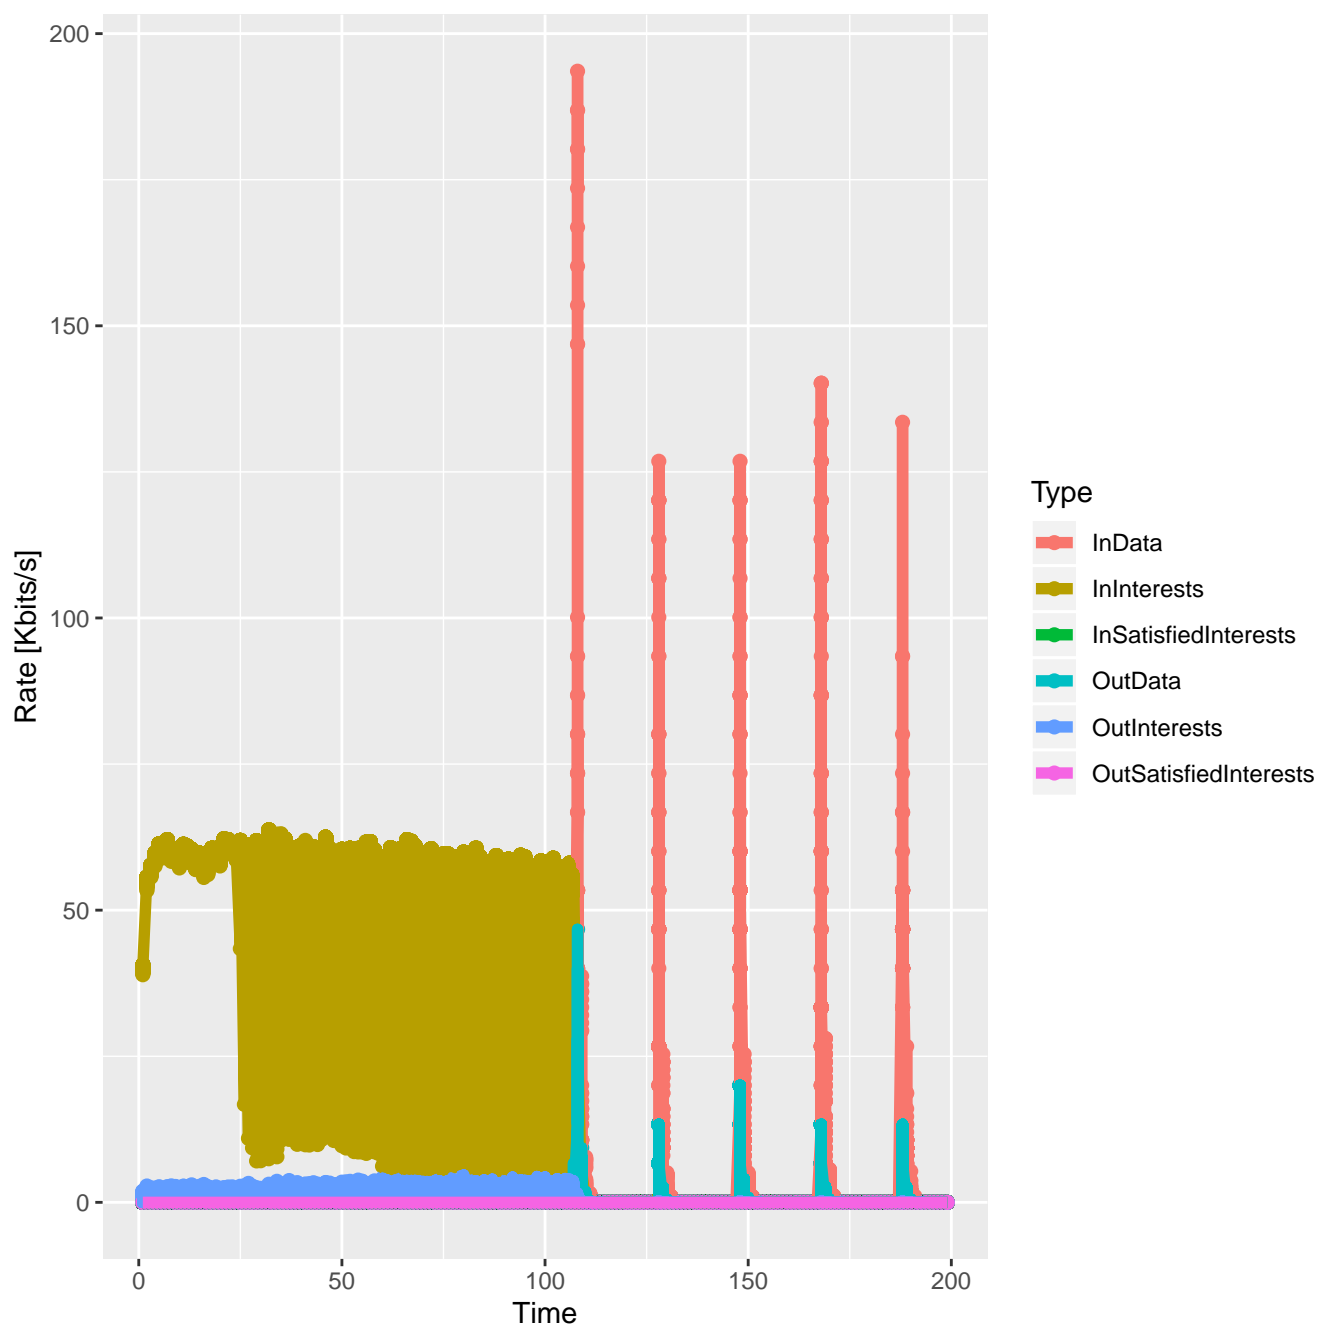 200
150
100
50
0
Rate [Kbits/s]
0 50 100 150 200
Time
Type
InData
InInterests
InSatisfiedInterests
OutData
OutInterests
OutSatisfiedInterests